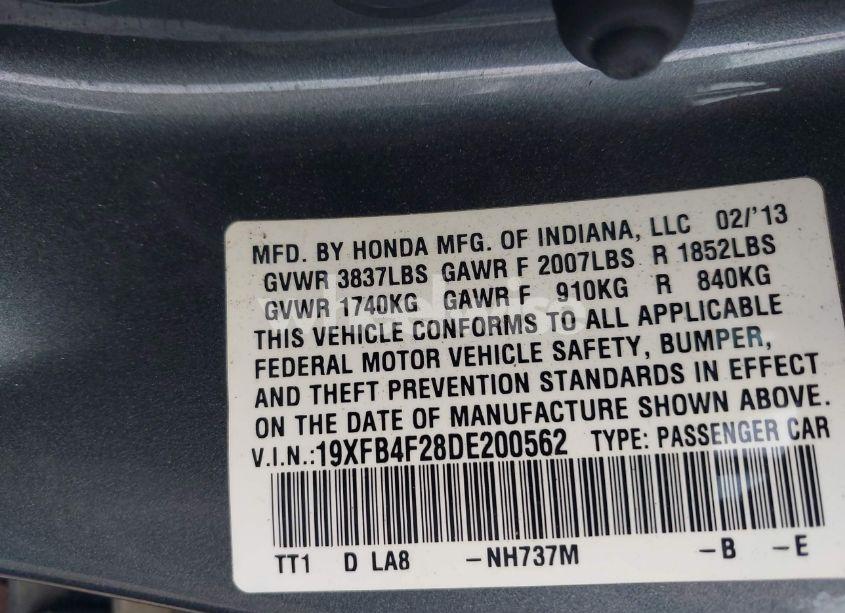 MFD. BY HONDA MFG. OF INDIANA, LLC 02/'13
GVWR 3837LBS GAWR F 2007LBS R 1852LBS
GVWR 1740KG GAWR F 910KG R 840KG
THIS VEHICLE CONFORMS TO ALL APPLICABLE
FEDERAL MOTOR VEHICLE SAFETY, BUMPER,
AND THEFT PREVENTION STANDARDS IN EFFECT
ON THE DATE OF MANUFACTURE SHOWN ABOVE.
V.I.N.:19XFB4F28DE200562 TYPE: PASSENGER CAR
TT1 D LA8 –NH737M –B –E